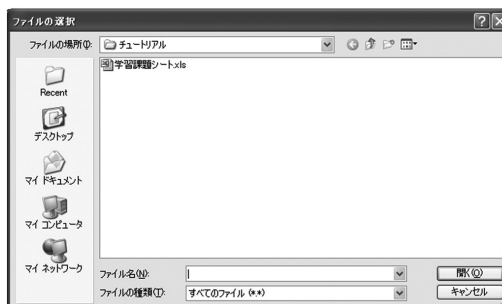 ファイルの選択
ファイルの場所(I):
チュートリアル
学習課題シート.xls
Recent
デスクトップ
マイ ドキュメント
マイ コンピュータ
マイ ネットワーク
ファイル名(N):
開く(O)
ファイルの種類(T):
すべてのファイル (*.*)
キャンセル